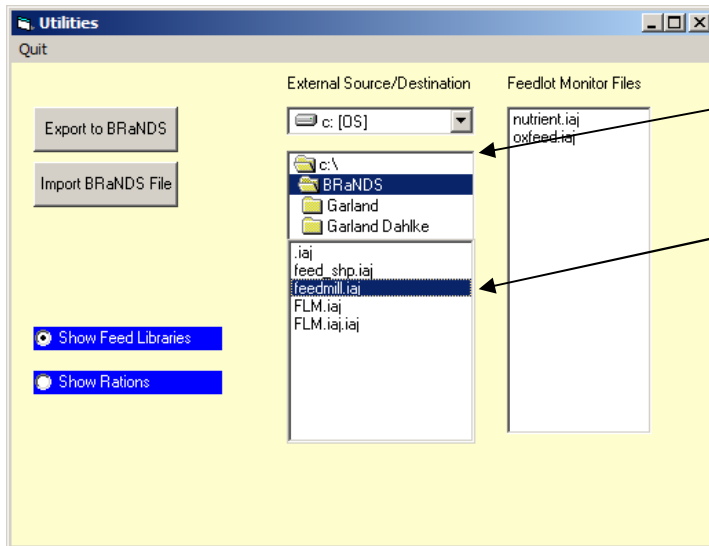 Utilities
Quit
External Source/Destination
Feedlot Monitor Files
Export to BRaNDS
Import BRaNDS File
c: [OS]
c:\
BRaNDS
Garland
Garland Dahlke
.iaj
feed_shp.iaj
feedmill.iaj
FLM.iaj
FLM.iaj.iaj
nutrient.iaj
oxfeed.iaj
Show Feed Libraries
Show Rations